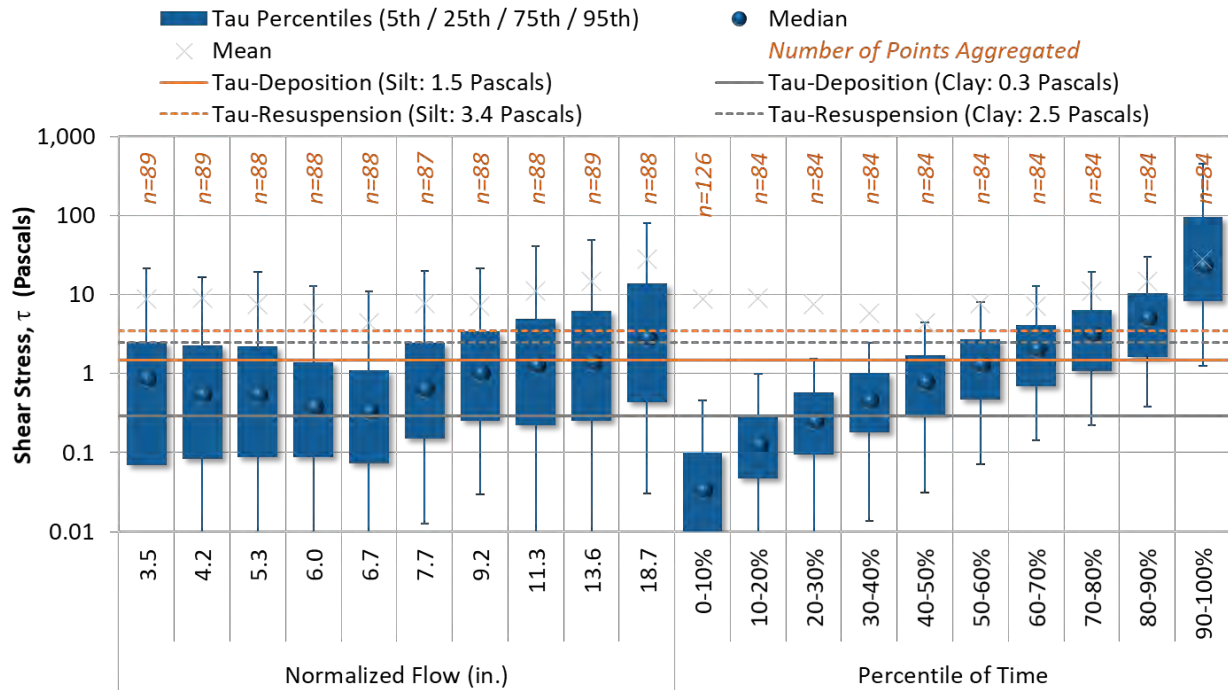 Tau Percentiles (5th / 25th / 75th / 95th)
Median
Mean
Number of Points Aggregated
Tau-Deposition (Silt: 1.5 Pascals)
Tau-Deposition (Clay: 0.3 Pascals)
Tau-Resuspension (Silt: 3.4 Pascals)
Tau-Resuspension (Clay: 2.5 Pascals)
Shear Stress, τ (Pascals)
1,000
100
10
1
0.1
0.01
n=89
n=89
n=88
n=88
n=88
n=87
n=88
n=88
n=89
n=88
n=126
n=84
n=84
n=84
n=84
n=84
n=84
n=84
n=84
n=84
3.5
4.2
5.3
6.0
6.7
7.7
9.2
11.3
13.6
18.7
0-10%
10-20%
20-30%
30-40%
40-50%
50-60%
60-70%
70-80%
80-90%
90-100%
Normalized Flow (in.)
Percentile of Time